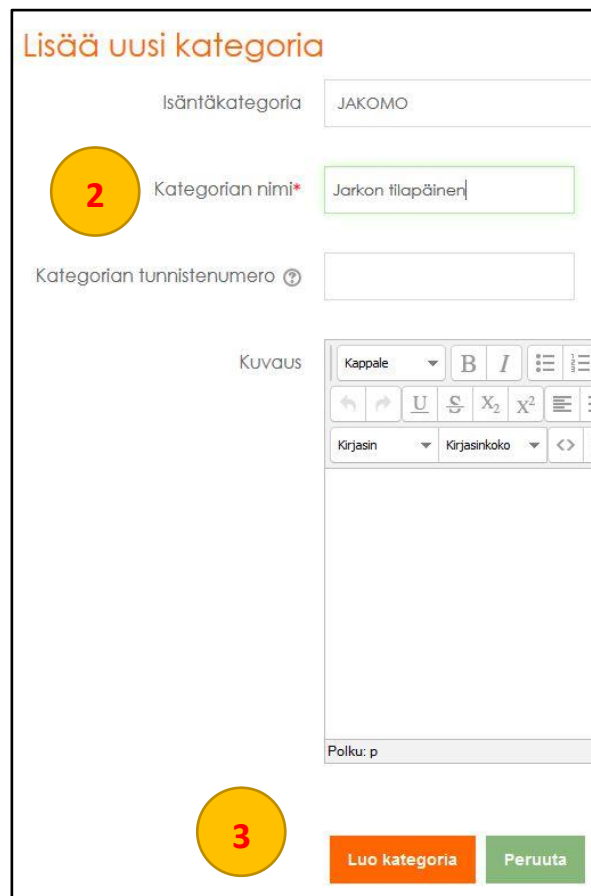 Lisää uusi kategoria
Isäntäkategoria JAKOMO
2 Kategorian nimi* Jarkon tilapäinen
Kategorian tunnistenumero ?
Kuvaus Kappale B I
U S X₂ X²
Kirjasin Kirjasinkoko <>
Polku: p
3 Luo kategoria Peruuta